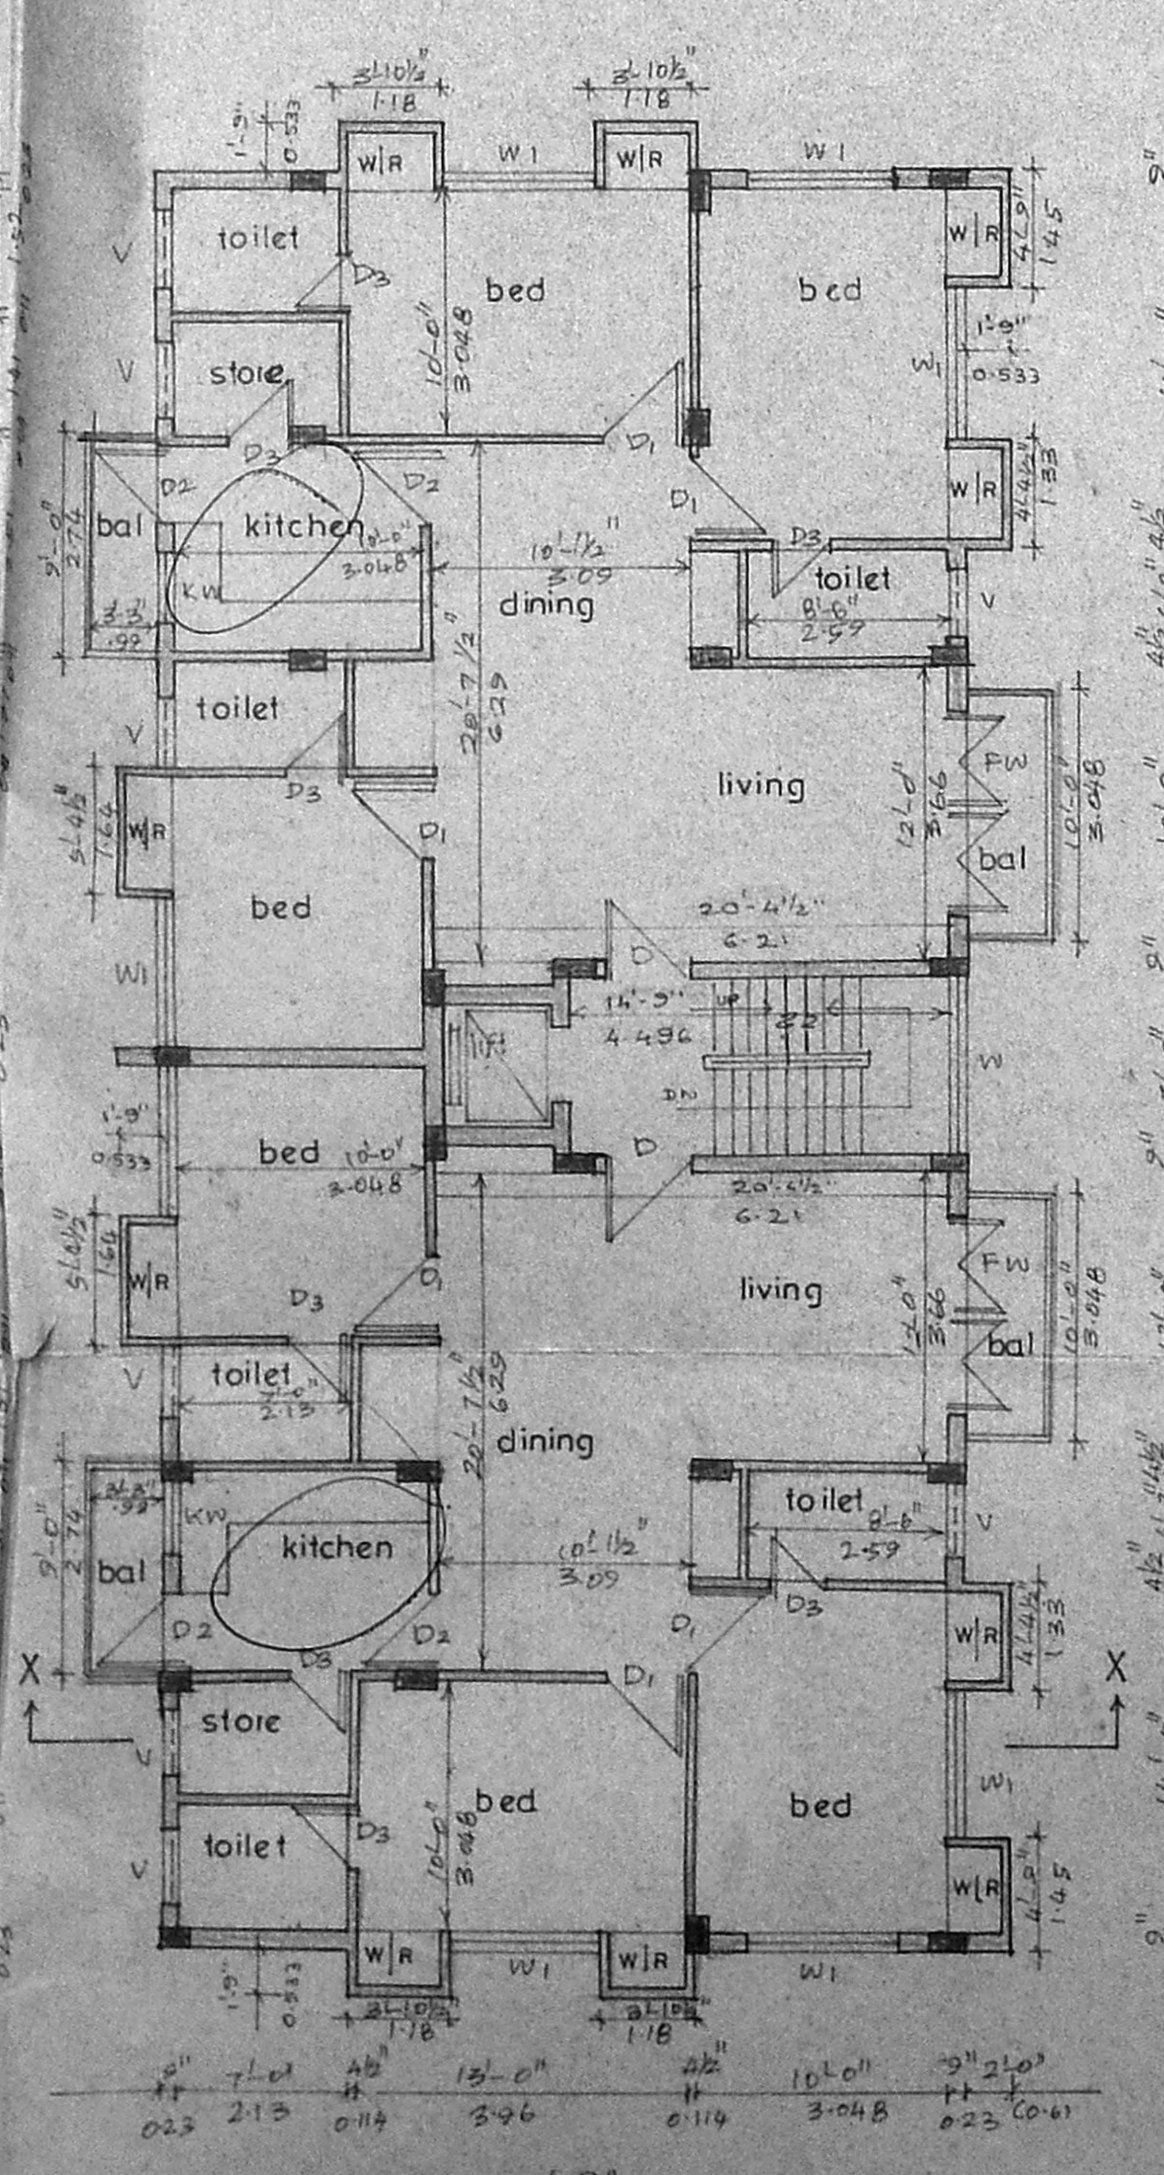 3'-10½" 3'-10½"
1.18 1.18
1'-9"
0.533
W|R W1 W|R W1
toilet
V
D3
bed
bed
W|R
4'-9"
1.45
10'-0"
3.048
1'-9"
0.533
W1
V
store
D3
D1
D2
D2
D1
W|R
4'-4½"
1.33
9'-0"
2.74
bal
kitchen
10'-0"
3.048
10'-1½"
3.09
D3
toilet
V
KW
dining
8'-6"
2.59
3'-3"
.99
20'-7½"
6.29
toilet
V
D3
living
12'-0"
3.66
FW
bal
10'-0"
3.048
5'-4½"
1.64
W|R
D1
bed
20'-4½"
6.21
D
W1
14'-9"
4.496
UP
lift
W
DN
1'-9"
0.533
bed
10'-0"
3.048
D
20'-4½"
6.21
5'-4½"
1.64
W|R
D1
D3
living
12'-0"
3.66
FW
bal
10'-0"
3.048
V
toilet
7'-0"
2.13
20'-7½"
6.29
dining
3'-3"
.99
9'-0"
2.74
KW
kitchen
bal
toilet
8'-6"
2.59
V
10'-1½"
3.09
D2
D2
D3
D1
D1
D3
W|R
4'-4½"
1.33
X X
store
V
bed
bed
W1
10'-0"
3.048
toilet
D3
V
W|R
4'-9"
1.45
W|R W1 W|R W1
1'-9"
0.533
3'-10½" 3'-10½"
1.18 1.18
9" 7'-0" 4½" 13'-0" 4½" 10'-0" 9" 2'-0"
0.23 2.13 0.114 3.96 0.114 3.048 0.23 (0.6)